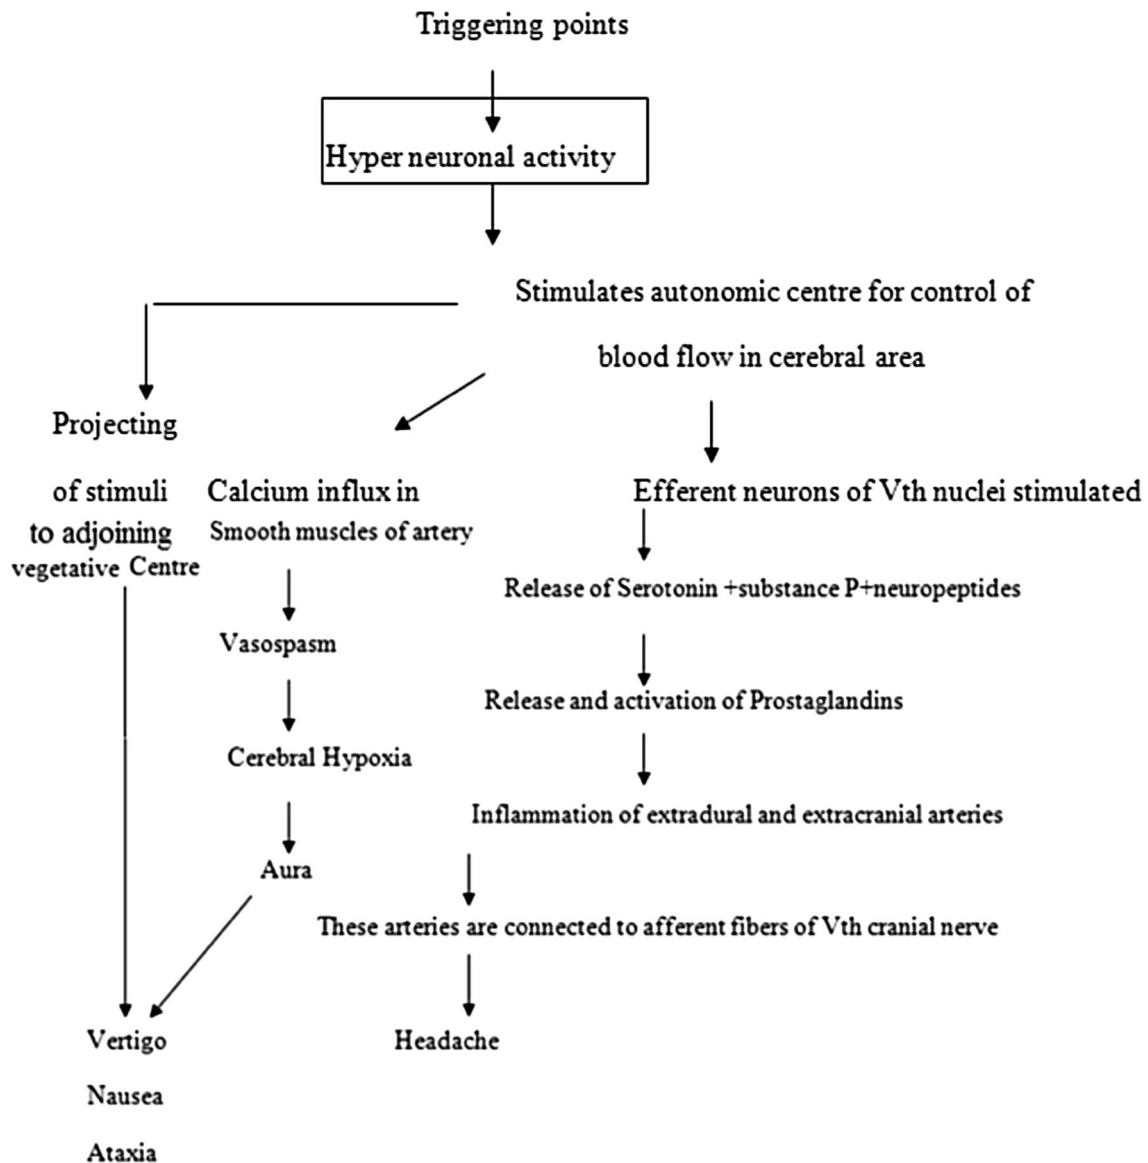 Triggering points
Hyper neuronal activity
Stimulates autonomic centre for control of
blood flow in cerebral area
Projecting
of stimuli
to adjoining
vegetative Centre
Calcium influx in
Smooth muscles of artery
Vasospasm
Cerebral Hypoxia
Aura
Efferent neurons of Vth nuclei stimulated
Release of Serotonin +substance P+neuropeptides
Release and activation of Prostaglandins
Inflammation of extradural and extracranial arteries
These arteries are connected to afferent fibers of Vth cranial nerve
Headache
Vertigo
Nausea
Ataxia